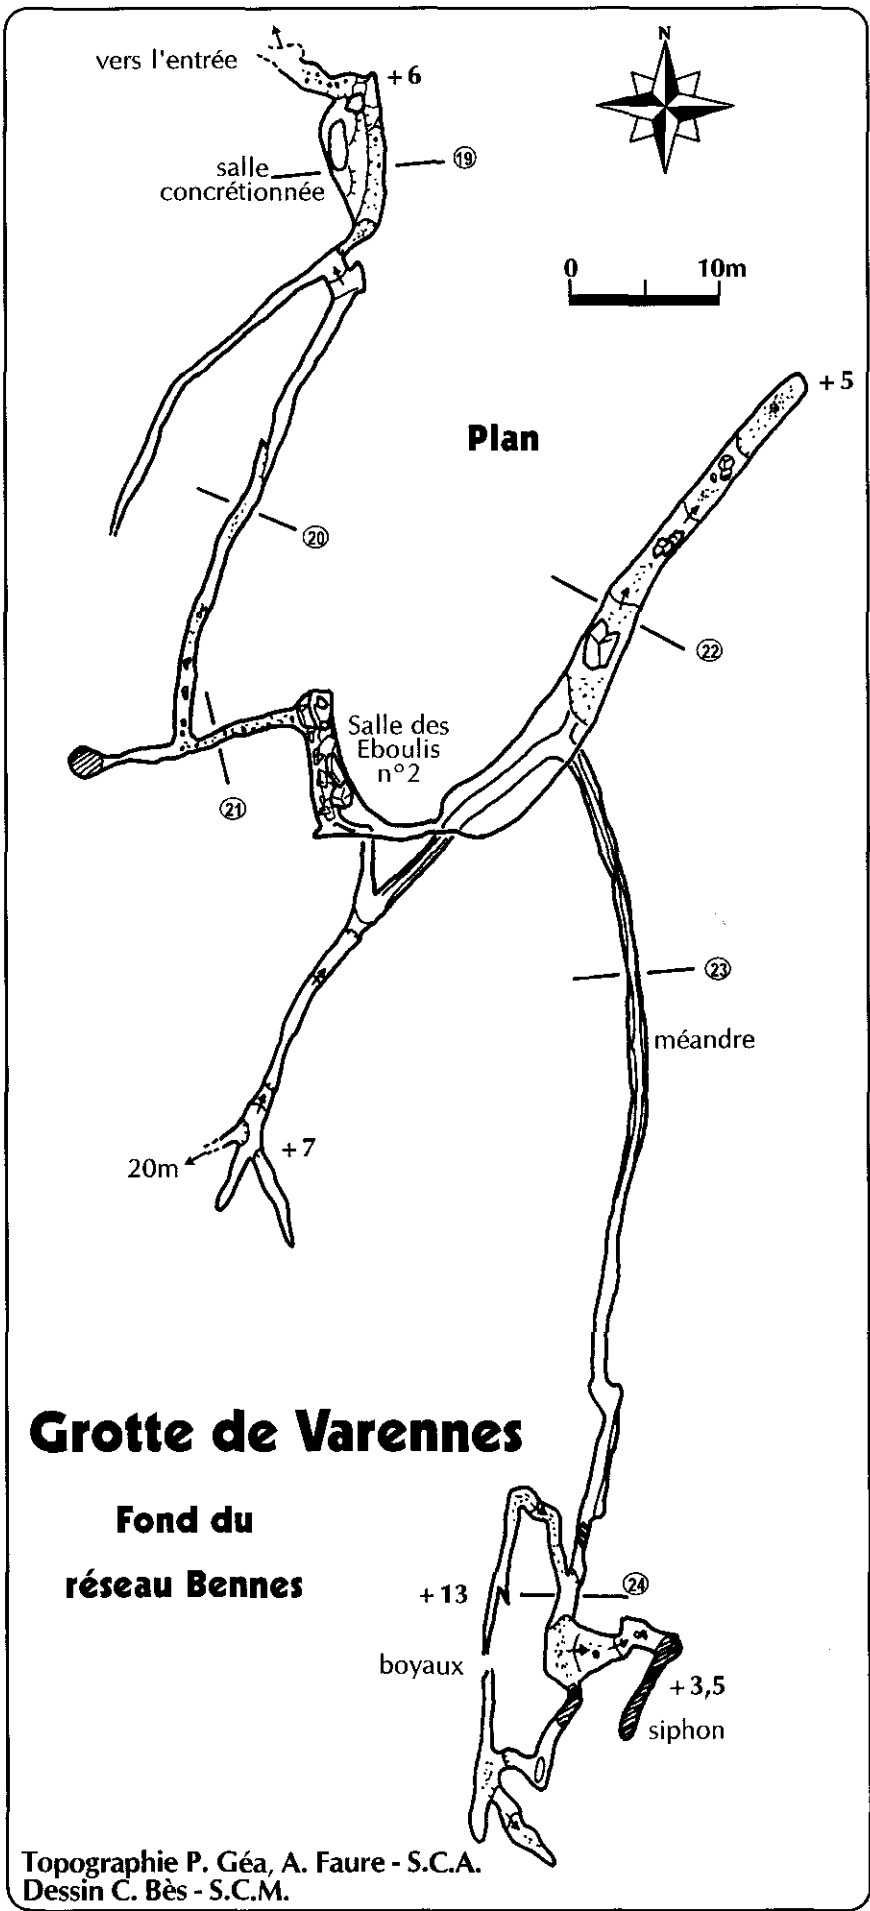 N
vers l'entrée
+6
19
salle
concrétionnée
0 10m
+5
Plan
20
22
Salle des
Eboulis
n°2
21
23
méandre
+7
20m
Grotte de Varennes
Fond du
réseau Bennes
+13
24
boyaux
+3,5
siphon
Topographie P. Géa, A. Faure - S.C.A.
Dessin C. Bès - S.C.M.